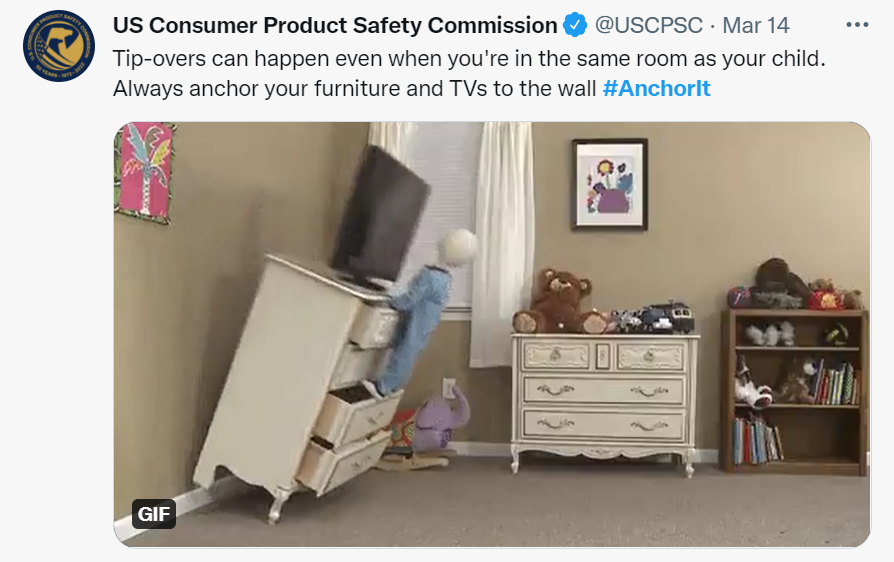 US Consumer Product Safety Commission @USCPSC · Mar 14
Tip-overs can happen even when you're in the same room as your child.
Always anchor your furniture and TVs to the wall #AnchorIt
GIF